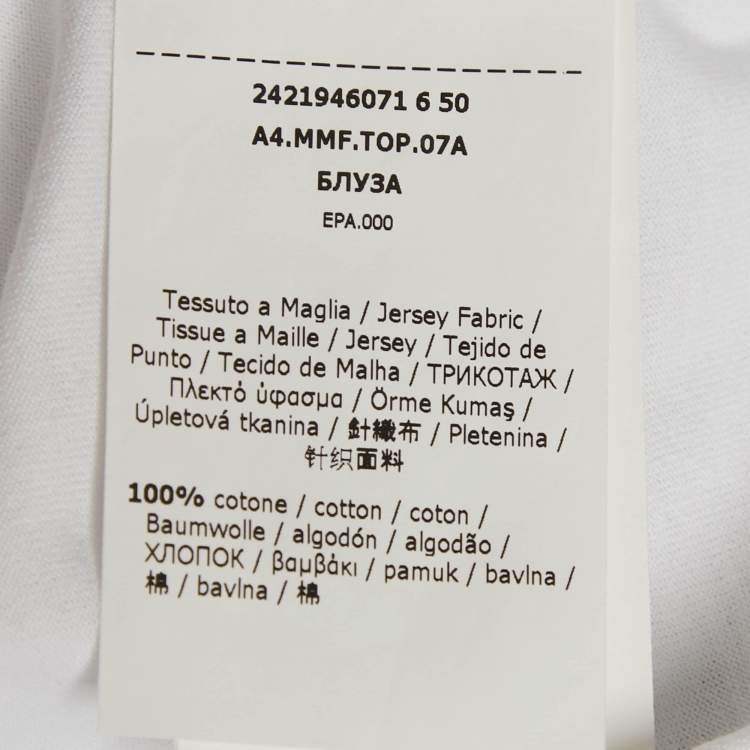 2421946071 6 50
A4.MMF.TOP.07A
БЛУЗА
EPA.000
Tessuto a Maglia / Jersey Fabric /
Tissue a Maille / Jersey / Tejido de
Punto / Tecido de Malha / ТРИКОТАЖ /
Πλεκτό ύφασμα / Örme Kumaş /
Úpletová tkanina / 針織布 / Pletenina /
针织面料
100% cotone / cotton / coton /
Baumwolle / algodón / algodão /
ХЛОПОК / βαμβάκι / pamuk / bavlna /
棉 / bavlna / 棉